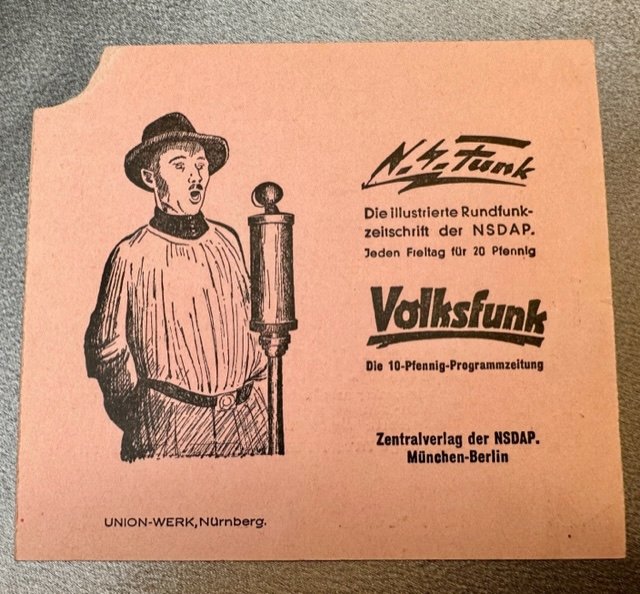 N.S. Funk
Die illustrierte Rundfunk-
zeitschrift der NSDAP.
Jeden Freitag für 20 Pfennig
Volksfunk
Die 10-Pfennig-Programmzeitung
Zentralverlag der NSDAP.
München-Berlin
UNION-WERK, Nürnberg.